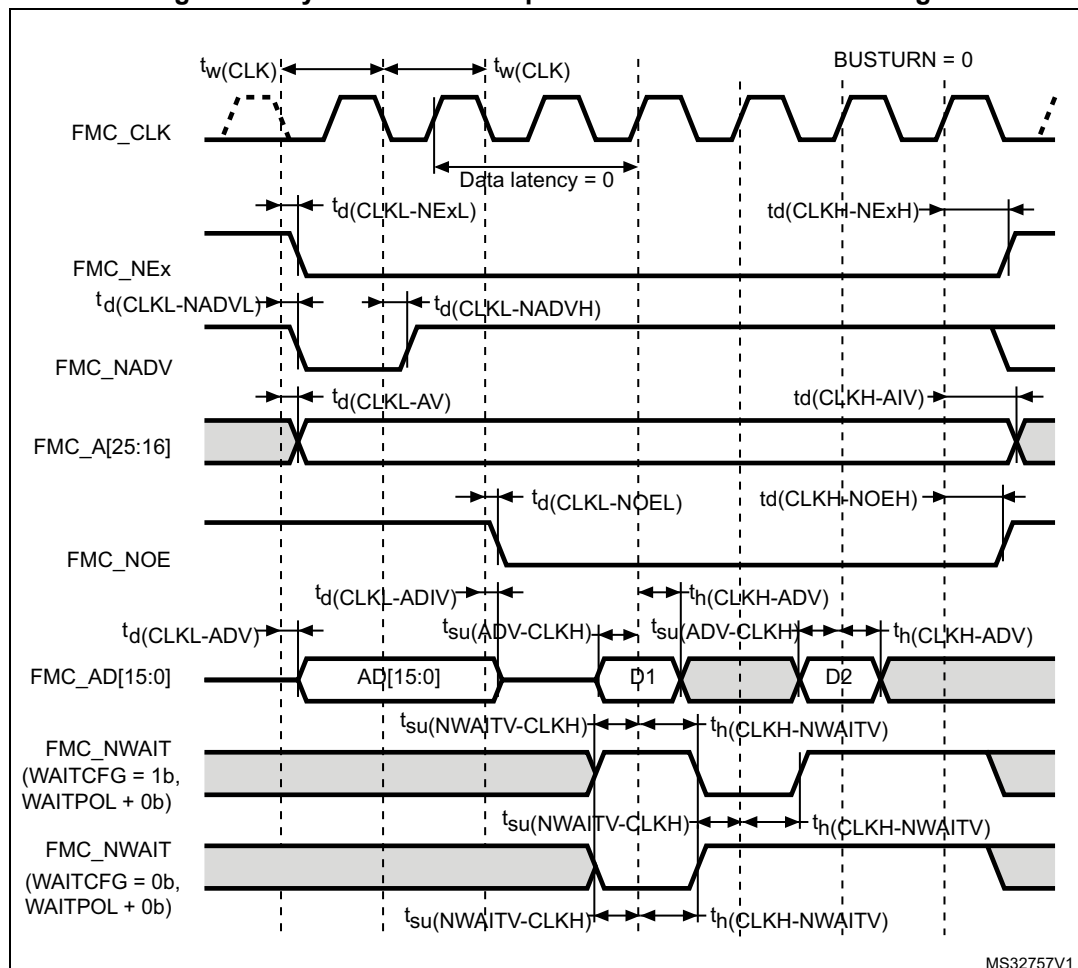 BUSTURN = 0
tw(CLK)
tw(CLK)
FMC_CLK
Data latency = 0
td(CLKL-NExL)
td(CLKH-NExH)
FMC_NEx
td(CLKL-NADVL)
td(CLKL-NADVH)
FMC_NADV
td(CLKL-AV)
td(CLKH-AIV)
FMC_A[25:16]
td(CLKL-NOEL)
td(CLKH-NOEH)
FMC_NOE
td(CLKL-ADIV)
th(CLKH-ADV)
td(CLKL-ADV)
tsu(ADV-CLKH)
tsu(ADV-CLKH)
th(CLKH-ADV)
FMC_AD[15:0]
AD[15:0]
D1
D2
tsu(NWAITV-CLKH)
th(CLKH-NWAITV)
FMC_NWAIT
(WAITCFG = 1b,
WAITPOL + 0b)
tsu(NWAITV-CLKH)
th(CLKH-NWAITV)
FMC_NWAIT
(WAITCFG = 0b,
WAITPOL + 0b)
tsu(NWAITV-CLKH)
th(CLKH-NWAITV)
MS32757V1